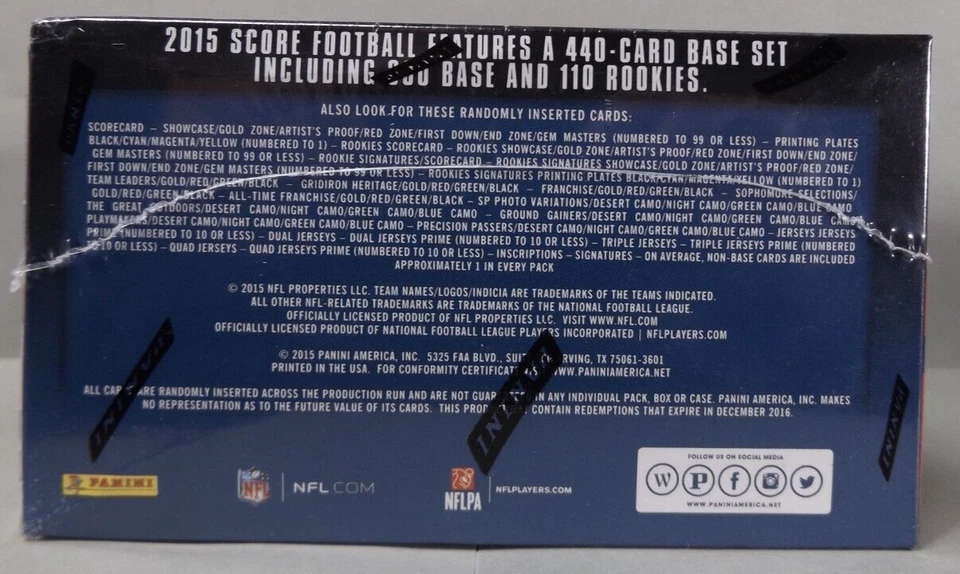 2015 SCORE FOOTBALL FEATURES A 440-CARD BASE SET
INCLUDING BASE AND 110 ROOKIES.
ALSO LOOK FOR THESE RANDOMLY INSERTED CARDS:
SCORECARD – SHOWCASE/GOLD ZONE/ARTIST'S PROOF/RED ZONE/FIRST DOWN/END ZONE/GEM MASTERS (NUMBERED TO 99 OR LESS) – PRINTING PLATES
BLACK/CYAN/MAGENTA/YELLOW (NUMBERED TO 1) – ROOKIES SCORECARD – ROOKIES SHOWCASE/GOLD ZONE/ARTIST'S PROOF/RED ZONE/FIRST DOWN/END ZONE/
GEM MASTERS (NUMBERED TO 99 OR LESS) – ROOKIE SIGNATURES/SCORECARD – ROOKIES SIGNATURES SHOWCASE/GOLD ZONE/ARTIST'S PROOF/RED ZONE/
FIRST DOWN/END ZONE/GEM MASTERS (NUMBERED TO 99 OR LESS) – ROOKIES SIGNATURES PRINTING PLATES BLACK/CYAN/MAGENTA/YELLOW (NUMBERED TO 1)
TEAM LEADERS/GOLD/RED/GREEN/BLACK – GRIDIRON HERITAGE/GOLD/RED/GREEN/BLACK – FRANCHISE/GOLD/RED/GREEN/BLACK – SOPHOMORE SELECTIONS/
GOLD/RED/GREEN/BLACK – ALL-TIME FRANCHISE/GOLD/RED/GREEN/BLACK – SP PHOTO VARIATIONS/DESERT CAMO/NIGHT CAMO/GREEN CAMO/BLUE CAMO
THE GREAT OUTDOORS/DESERT CAMO/NIGHT CAMO/GREEN CAMO/BLUE CAMO – GROUND GAINERS/DESERT CAMO/NIGHT CAMO/GREEN CAMO/BLUE CAMO
PLAYMAKERS/DESERT CAMO/NIGHT CAMO/GREEN CAMO/BLUE CAMO – PRECISION PASSERS/DESERT CAMO/NIGHT CAMO/GREEN CAMO/BLUE CAMO – JERSEYS JERSEYS
PRIME (NUMBERED TO 10 OR LESS) – DUAL JERSEYS – DUAL JERSEYS PRIME (NUMBERED TO 10 OR LESS) – TRIPLE JERSEYS – TRIPLE JERSEYS PRIME (NUMBERED
TO 10 OR LESS) – QUAD JERSEYS – QUAD JERSEYS PRIME (NUMBERED TO 10 OR LESS) – INSCRIPTIONS – SIGNATURES – ON AVERAGE, NON-BASE CARDS ARE INCLUDED
APPROXIMATELY 1 IN EVERY PACK
© 2015 NFL PROPERTIES LLC. TEAM NAMES/LOGOS/INDICIA ARE TRADEMARKS OF THE TEAMS INDICATED.
ALL OTHER NFL-RELATED TRADEMARKS ARE TRADEMARKS OF THE NATIONAL FOOTBALL LEAGUE.
OFFICIALLY LICENSED PRODUCT OF NFL PROPERTIES LLC. VISIT WWW.NFL.COM
OFFICIALLY LICENSED PRODUCT OF NATIONAL FOOTBALL LEAGUE PLAYERS INCORPORATED | NFLPLAYERS.COM
© 2015 PANINI AMERICA, INC. 5325 FAA BLVD., IRVING, TX 75061-3601
PRINTED IN THE USA. FOR CONFORMITY WWW.PANINIAMERICA.NET
ALL CARDS ARE RANDOMLY INSERTED ACROSS THE PRODUCTION RUN AND ARE NOT GUARANTEED IN ANY INDIVIDUAL PACK, BOX OR CASE. PANINI AMERICA, INC. MAKES
NO REPRESENTATION AS TO THE FUTURE VALUE OF ITS CARDS. THIS CONTAIN REDEMPTIONS THAT EXPIRE IN DECEMBER 2016.
PANINI
PANINI
PANINI
PANINI
PANINI
PANINI
NFL
NFL.COM
NFLPA
NFLPLAYERS.COM
FOLLOW US ON SOCIAL MEDIA
WWW.PANINIAMERICA.NET